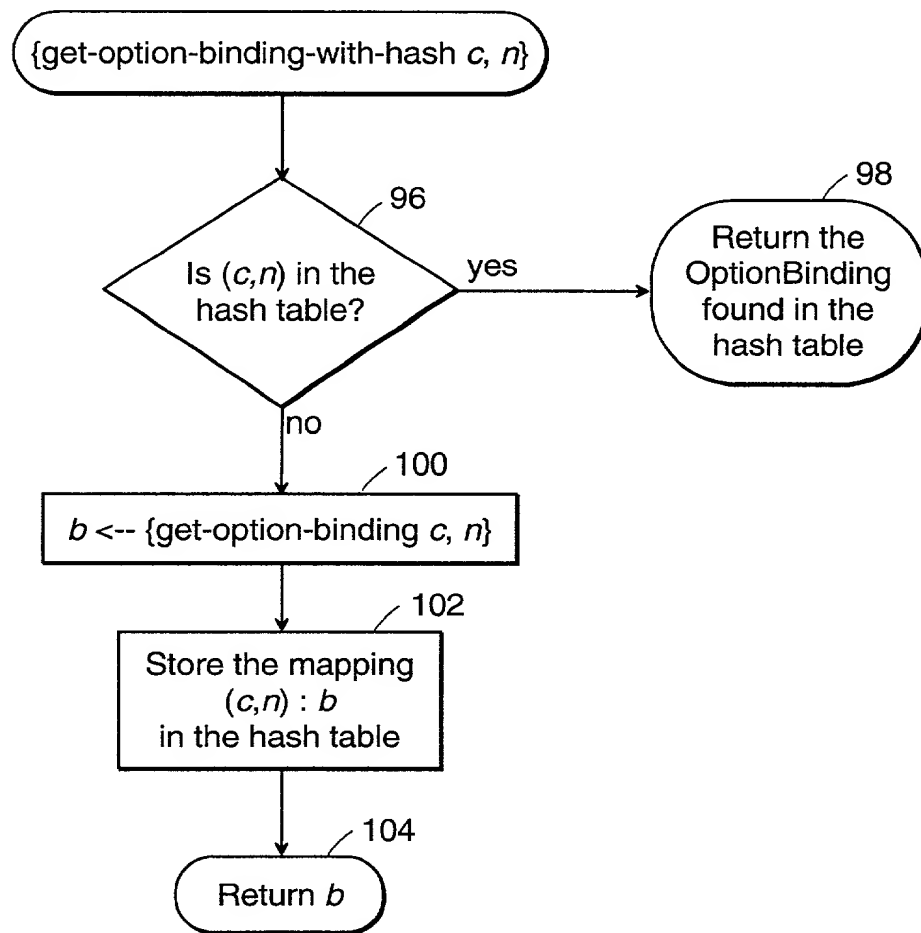 {get-option-binding-with-hash c, n}
96
98
Is (c,n) in the
hash table?
yes
Return the
OptionBinding
found in the
hash table
no
100
b <-- {get-option-binding c, n}
102
Store the mapping
(c,n) : b
in the hash table
104
Return b